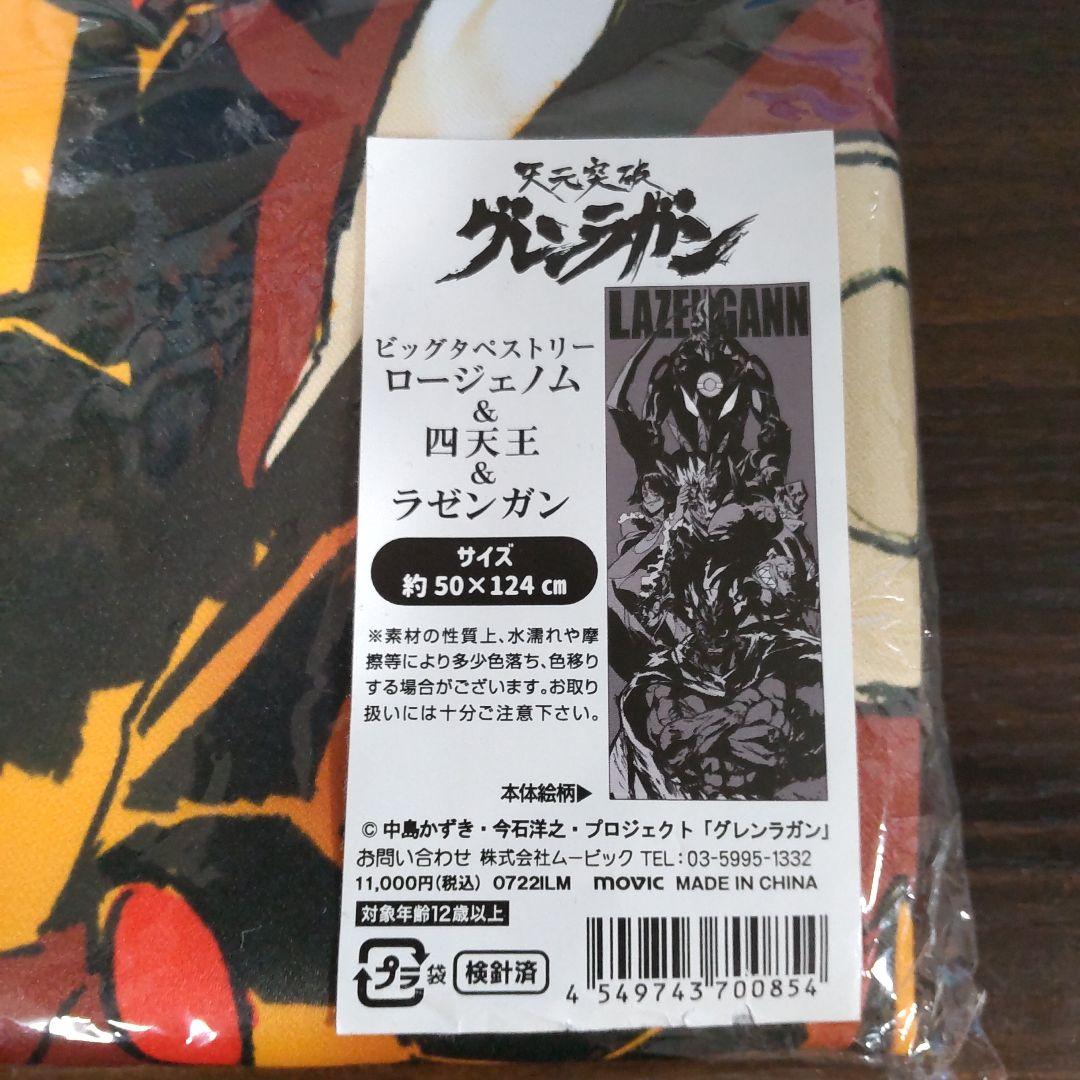 天元突破
グレンラガン
LAZENGANN
ビッグタペストリー
ロージェノム
&
四天王
&
ラゼンガン
サイズ
約 50×124 cm
※素材の性質上、水濡れや摩
擦等により多少色落ち、色移り
する場合がございます。お取り
扱いには十分ご注意下さい。
本体絵柄▶
© 中島かずき・今石洋之・プロジェクト「グレンラガン」
お問い合わせ 株式会社ムービック TEL：03-5995-1332
11,000円(税込) 0722ILM movic MADE IN CHINA
対象年齢12歳以上
プラ 袋 検針済
4 549743 700854